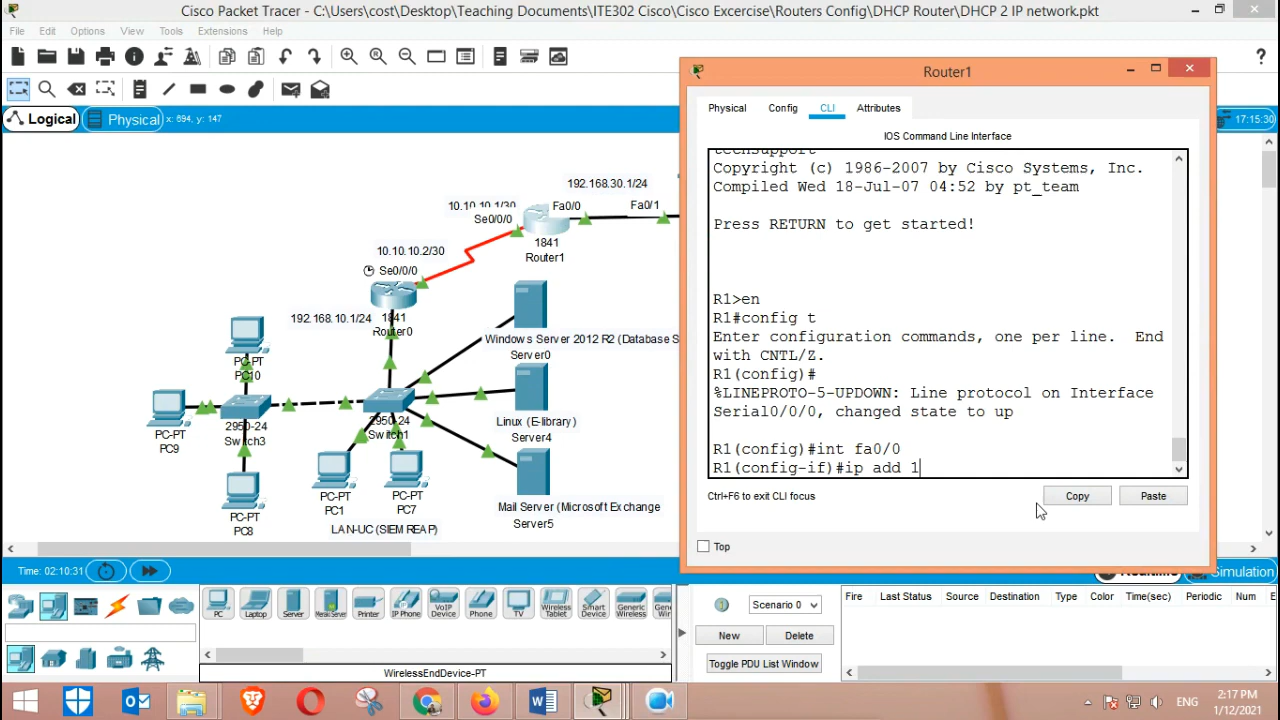 Cisco Packet Tracer - C:\Users\cost\Desktop\Teaching Documents\ITE302 Cisco\Cisco Excercise\Routers Config\DHCP Router\DHCP 2 IP network.pkt
File Edit Options View Tools Extensions Help
Logical Physical x: 694, y: 147
17:15:30
192.168.30.1/24
10.10.10.1/30 Fa0/0 Fa0/1
Se0/0/0
1841
Router1
10.10.10.2/30
Se0/0/0
192.168.10.1/24 1841
Router0
PC-PT
PC10
Windows Server 2012 R2 (Database S
Server0
PC-PT
PC9
2950-24
Switch3
2950-24
Switch1
Linux (E-library)
Server4
PC-PT
PC8
PC-PT
PC1
PC-PT
PC7
Mail Server (Microsoft Exchange
Server5
LAN-UC (SIEM REAP)
Router1
Physical Config CLI Attributes
IOS Command Line Interface
techsupport
Copyright (c) 1986-2007 by Cisco Systems, Inc.
Compiled Wed 18-Jul-07 04:52 by pt_team
Press RETURN to get started!
R1>en
R1#config t
Enter configuration commands, one per line. End
with CNTL/Z.
R1(config)#
%LINEPROTO-5-UPDOWN: Line protocol on Interface
Serial0/0/0, changed state to up
R1(config)#int fa0/0
R1(config-if)#ip add 1
Ctrl+F6 to exit CLI focus
Copy Paste
Top
Time: 02:10:31
Realtime Simulation
PC Laptop Server Printer IP Phone VoIP Device Phone TV Wireless Tablet Smart Device Generic Wireless
WirelessEndDevice-PT
Scenario 0
New Delete
Toggle PDU List Window
Fire Last Status Source Destination Type Color Time(sec) Periodic Num E
ENG
2:17 PM
1/12/2021